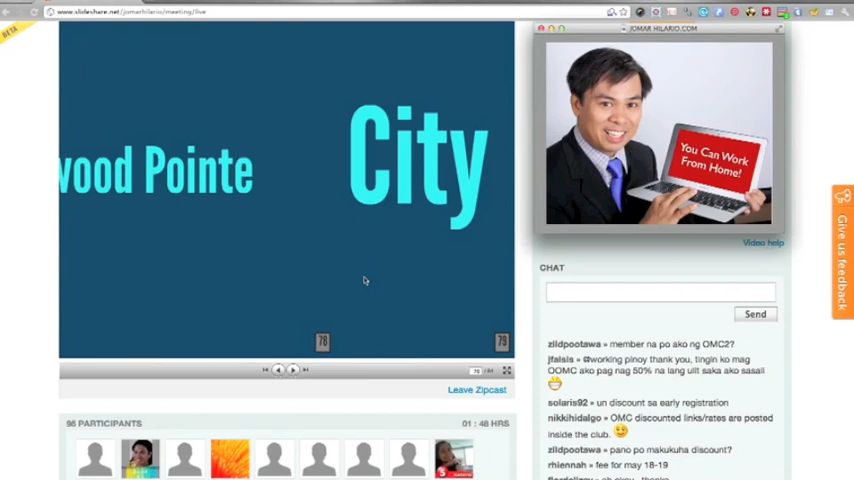 www.slideshare.net/jomarhilario/meeting/live
BETA
wood Pointe
City
78
79
JOMAR HILARIO.COM
You Can Work
From Home!
Video help
Give us feedback
CHAT
Send
Leave Zipcast
95 PARTICIPANTS
01 : 48 HRS
zildpootawa » member na po ako ng OMC2?
jfalsis » @working pinoy thank you, tingin ko mag
OOMC ako pag nag 50% na lang ulit saka ako sasali
solaris92 » un discount sa early registration
nikkihidalgo » OMC discounted links/rates are posted
inside the club.
zildpootawa » pano po makukuha discount?
rhiennah » fee for may 18-19